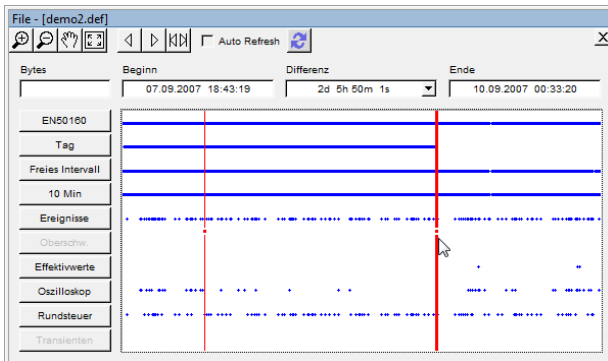 File - [demo2.def]
Auto Refresh
X
Bytes Beginn Differenz Ende
07.09.2007 18:43:19 2d 5h 50m 1s 10.09.2007 00:33:20
EN50160
Tag
Freies Intervall
10 Min
Ereignisse
Oberschw.
Effektivwerte
Oszilloskop
Rundsteuer
Transienten